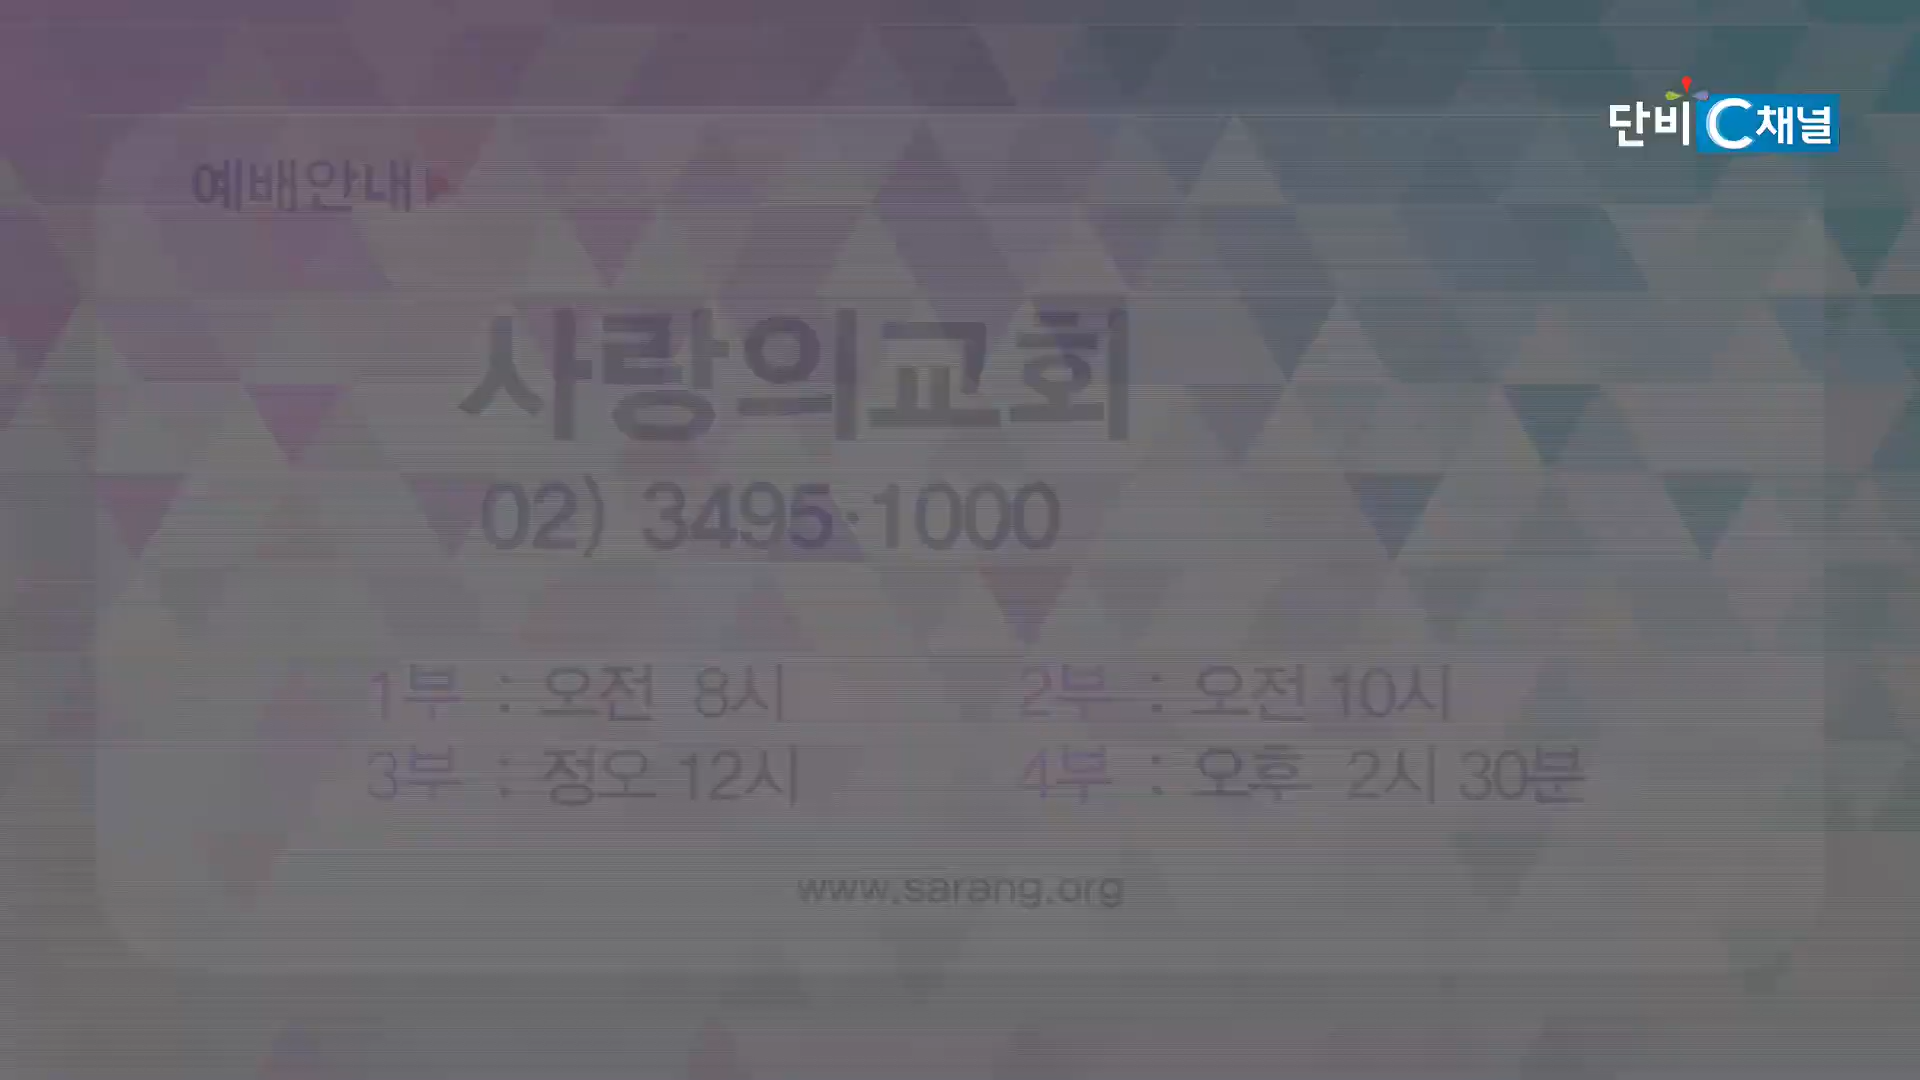 단비 C채널
예배안내
사랑의교회
02) 3495·1000
1부 : 오전 8시 2부 : 오전 10시
3부 : 정오 12시 4부 : 오후 2시 30분
www.sarang.org